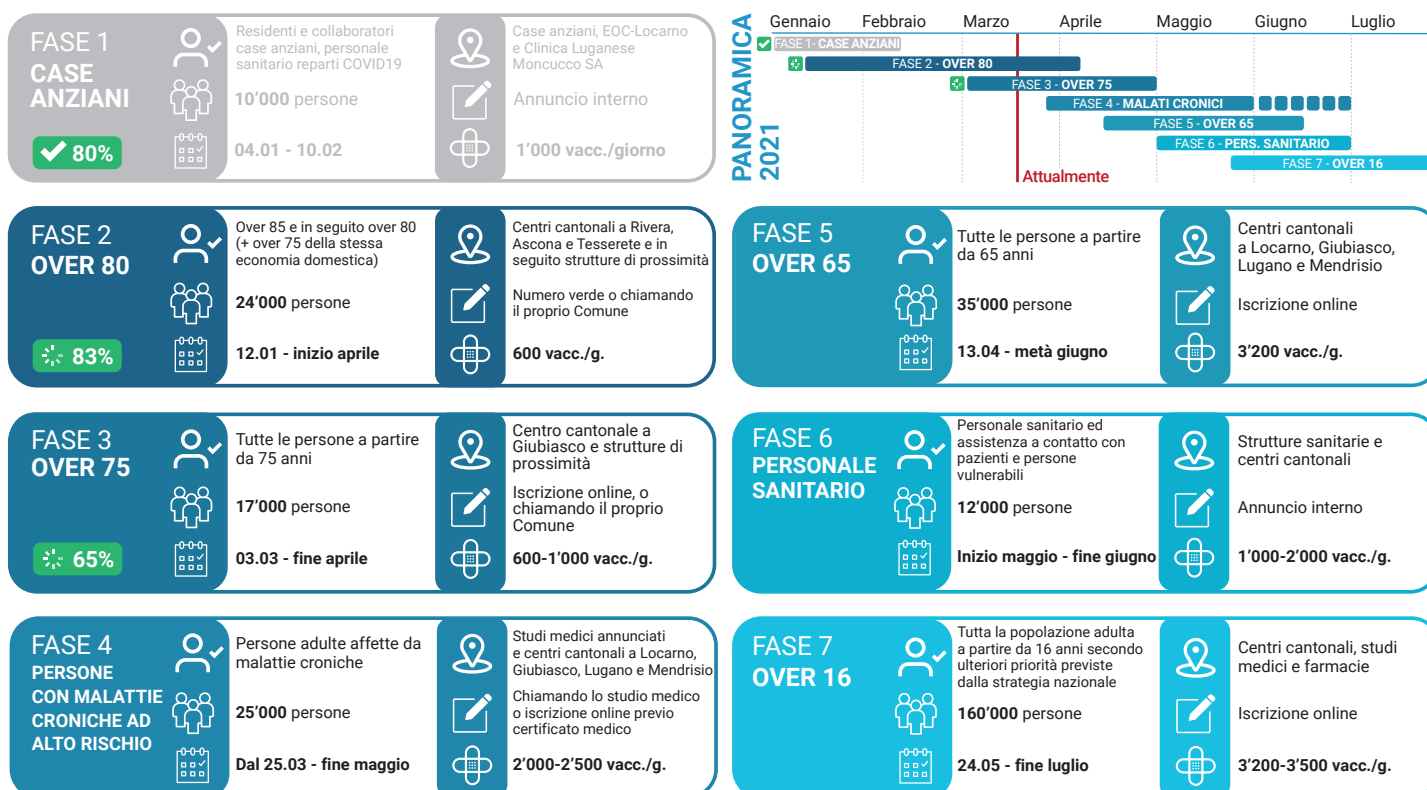 FASE 1
CASE
ANZIANI
80%
Residenti e collaboratori
case anziani, personale
sanitario reparti COVID19
10'000 persone
04.01 - 10.02
Case anziani, EOC-Locarno
e Clinica Luganese
Moncucco SA
Annuncio interno
1'000 vacc./giorno
PANORAMICA
2021
Gennaio Febbraio Marzo Aprile Maggio Giugno Luglio
FASE 1- CASE ANZIANI
FASE 2 - OVER 80
FASE 3 - OVER 75
FASE 4 - MALATI CRONICI
FASE 5 - OVER 65
FASE 6 - PERS. SANITARIO
FASE 7 - OVER 16
Attualmente
FASE 2
OVER 80
83%
Over 85 e in seguito over 80
(+ over 75 della stessa
economia domestica)
24'000 persone
12.01 - inizio aprile
Centri cantonali a Rivera,
Ascona e Tesserete e in
seguito strutture di prossimità
Numero verde o chiamando
il proprio Comune
600 vacc./g.
FASE 5
OVER 65
Tutte le persone a partire
da 65 anni
35'000 persone
13.04 - metà giugno
Centri cantonali
a Locarno, Giubiasco,
Lugano e Mendrisio
Iscrizione online
3'200 vacc./g.
FASE 3
OVER 75
65%
Tutte le persone a partire
da 75 anni
17'000 persone
03.03 - fine aprile
Centro cantonale a
Giubiasco e strutture di
prossimità
Iscrizione online, o
chiamando il proprio
Comune
600-1'000 vacc./g.
FASE 6
PERSONALE
SANITARIO
Personale sanitario ed
assistenza a contatto con
pazienti e persone
vulnerabili
12'000 persone
Inizio maggio - fine giugno
Strutture sanitarie e
centri cantonali
Annuncio interno
1'000-2'000 vacc./g.
FASE 4
PERSONE
CON MALATTIE
CRONICHE AD
ALTO RISCHIO
Persone adulte affette da
malattie croniche
25'000 persone
Dal 25.03 - fine maggio
Studi medici annunciati
e centri cantonali a Locarno,
Giubiasco, Lugano e Mendrisio
Chiamando lo studio medico
o iscrizione online previo
certificato medico
2'000-2'500 vacc./g.
FASE 7
OVER 16
Tutta la popolazione adulta
a partire da 16 anni secondo
ulteriori priorità previste
dalla strategia nazionale
160'000 persone
24.05 - fine luglio
Centri cantonali, studi
medici e farmacie
Iscrizione online
3'200-3'500 vacc./g.